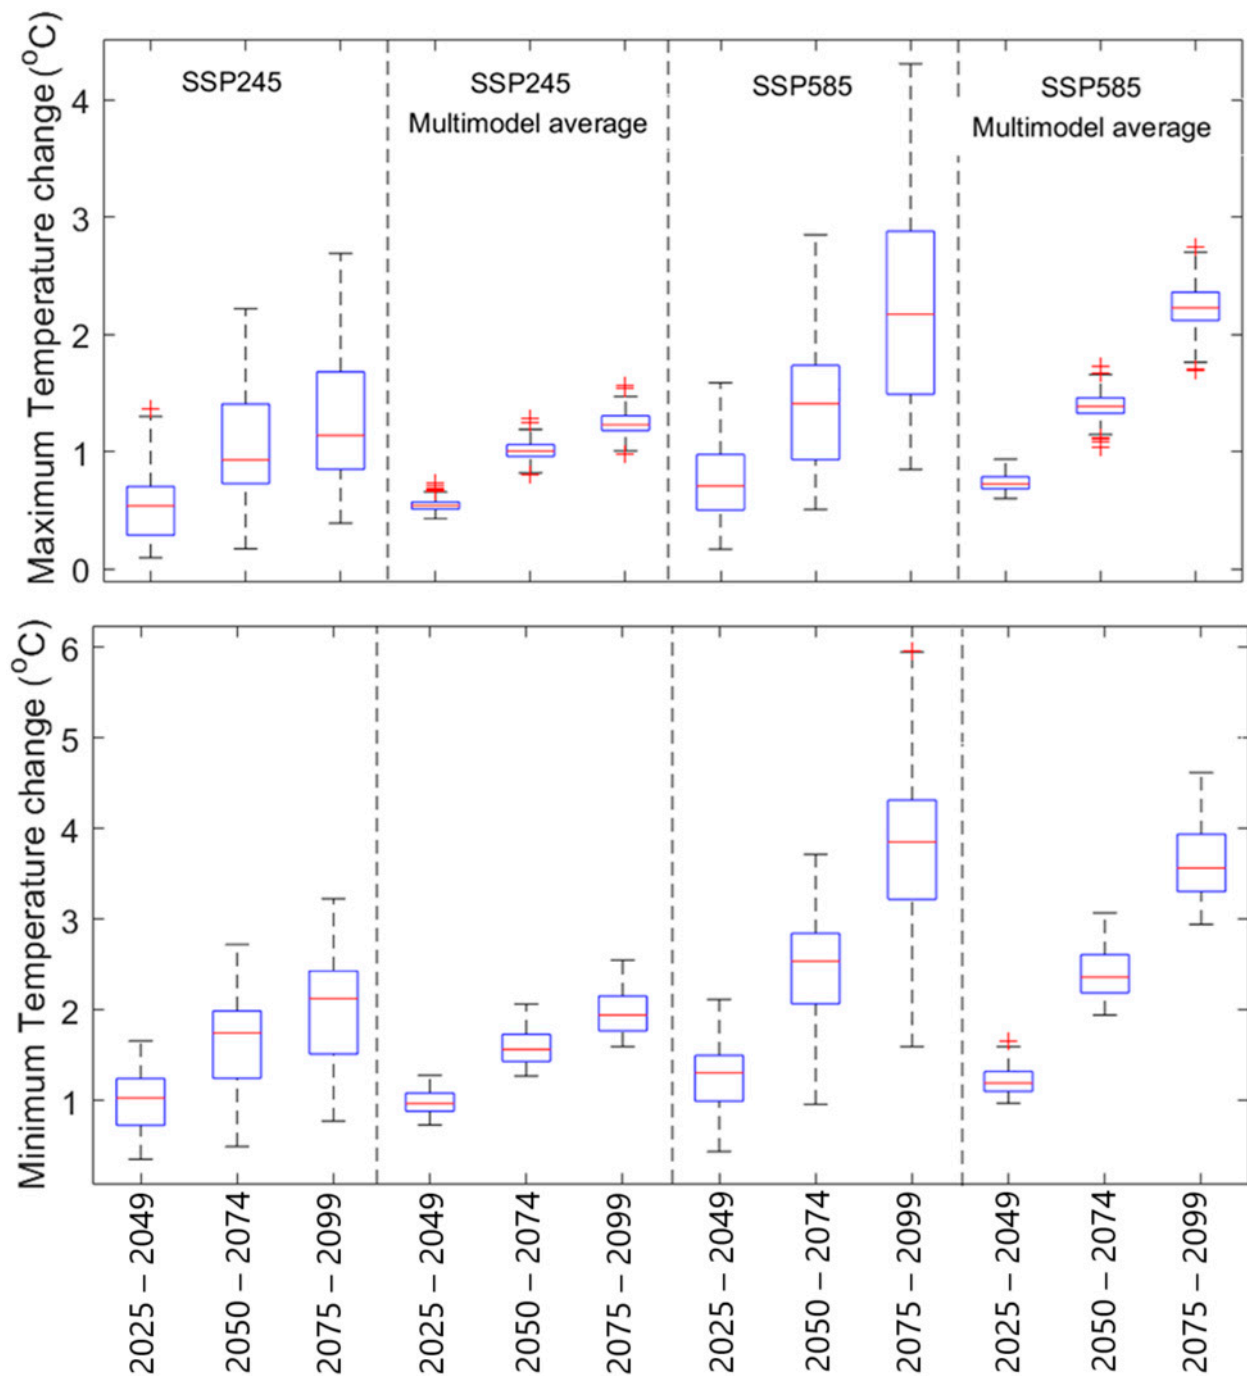 Maximum Temperature change(°C)
SSP245
SSP245
Multimodel average
SSP585
SSP585
Multimodel average
4
3
2
1
0
Minimum Temperature change (°C)
6
5
4
3
2
1
2025 – 2049
2050 – 2074
2075 – 2099
2025 – 2049
2050 – 2074
2075 – 2099
2025 – 2049
2050 – 2074
2075 – 2099
2025 – 2049
2050 – 2074
2075 – 2099